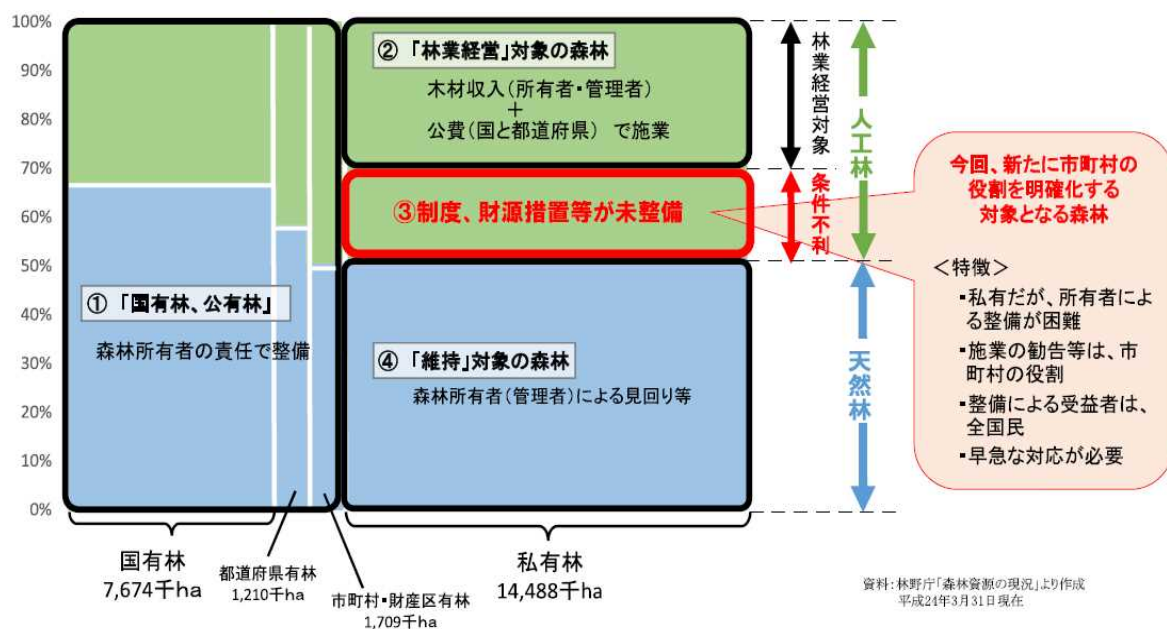 100%
90%
80%
70%
60%
50%
40%
30%
20%
10%
0%
①「国有林、公有林」
森林所有者の責任で整備
②「林業経営」対象の森林
木材収入(所有者・管理者)
+
公費(国と都道府県) で施業
③制度、財源措置等が未整備
④「維持」対象の森林
森林所有者(管理者)による見回り等
林業経営対象
条件不利
人工林
天然林
今回、新たに市町村の
役割を明確化する
対象となる森林
<特徴>
・私有だが、所有者によ
る整備が困難
・施業の勧告等は、市
町村の役割
・整備による受益者は、
全国民
・早急な対応が必要
国有林
7,674千ha
都道府県有林
1,210千ha
市町村・財産区有林
1,709千ha
私有林
14,488千ha
資料:林野庁「森林資源の現況」より作成
平成24年3月31日現在